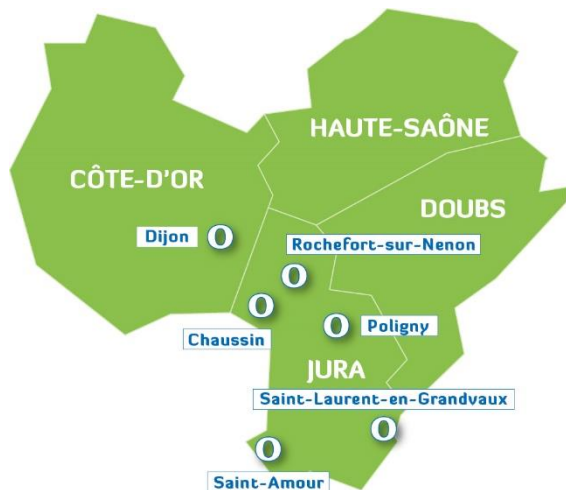 HAUTE-SAÔNE
CÔTE-D'OR
DOUBS
Dijon
O
Rochefort-sur-Nenon
O
O
Chaussin
O
Poligny
JURA
Saint-Laurent-en-Grandvaux
O
O
Saint-Amour